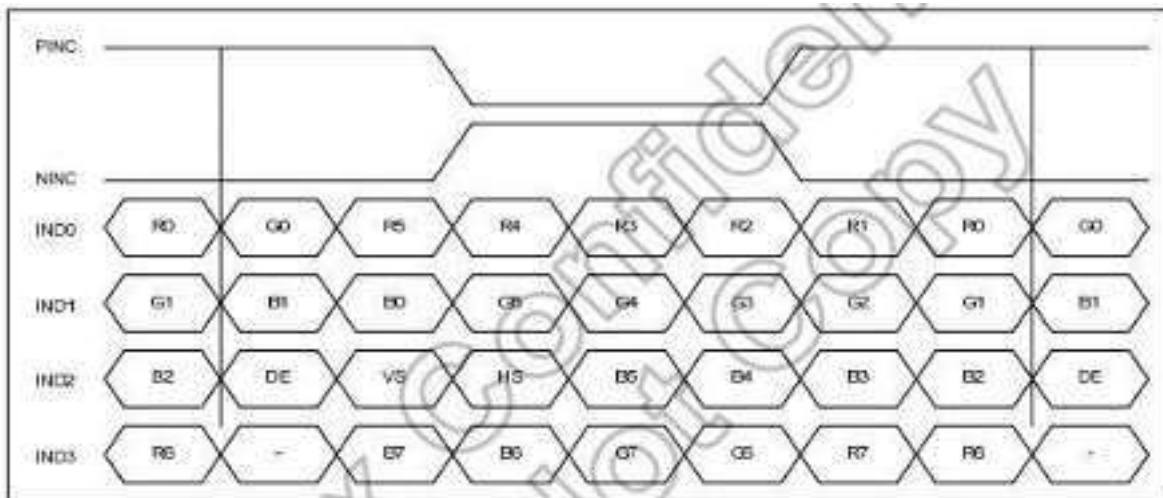 PINC
NINC
IND0 R0 G0 R5 R4 R3 R2 R1 R0 G0
IND1 G1 B1 B0 G5 G4 G3 G2 G1 B1
IND2 B2 DE VS HS B5 B4 B3 B2 DE
IND3 R6 - B7 B6 G7 G6 R7 R6 -
Confiden
Copy